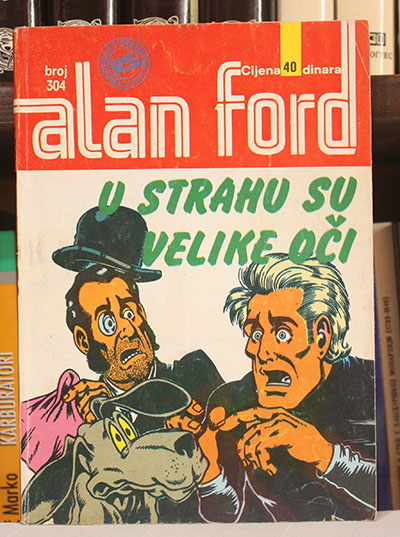 broj
304
Cijena 40 dinara
alan ford
U STRAHU SU
VELIKE OČI
KARBURATORI
Marko